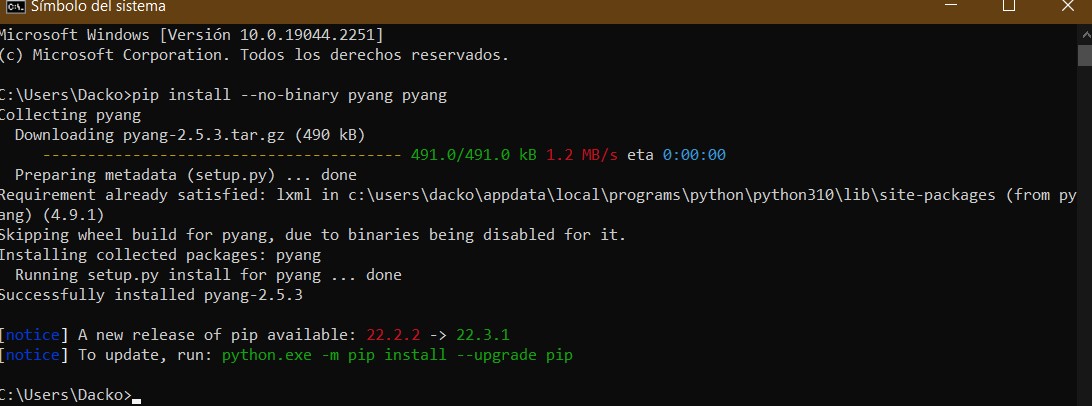 Símbolo del sistema
Microsoft Windows [Versión 10.0.19044.2251]
(c) Microsoft Corporation. Todos los derechos reservados.
C:\Users\Dacko>pip install --no-binary pyang pyang
Collecting pyang
  Downloading pyang-2.5.3.tar.gz (490 kB)
     ---------------------------------------- 491.0/491.0 kB 1.2 MB/s eta 0:00:00
  Preparing metadata (setup.py) ... done
Requirement already satisfied: lxml in c:\users\dacko\appdata\local\programs\python\python310\lib\site-packages (from py
ang) (4.9.1)
Skipping wheel build for pyang, due to binaries being disabled for it.
Installing collected packages: pyang
  Running setup.py install for pyang ... done
Successfully installed pyang-2.5.3
[notice] A new release of pip available: 22.2.2 -> 22.3.1
[notice] To update, run: python.exe -m pip install --upgrade pip
C:\Users\Dacko>